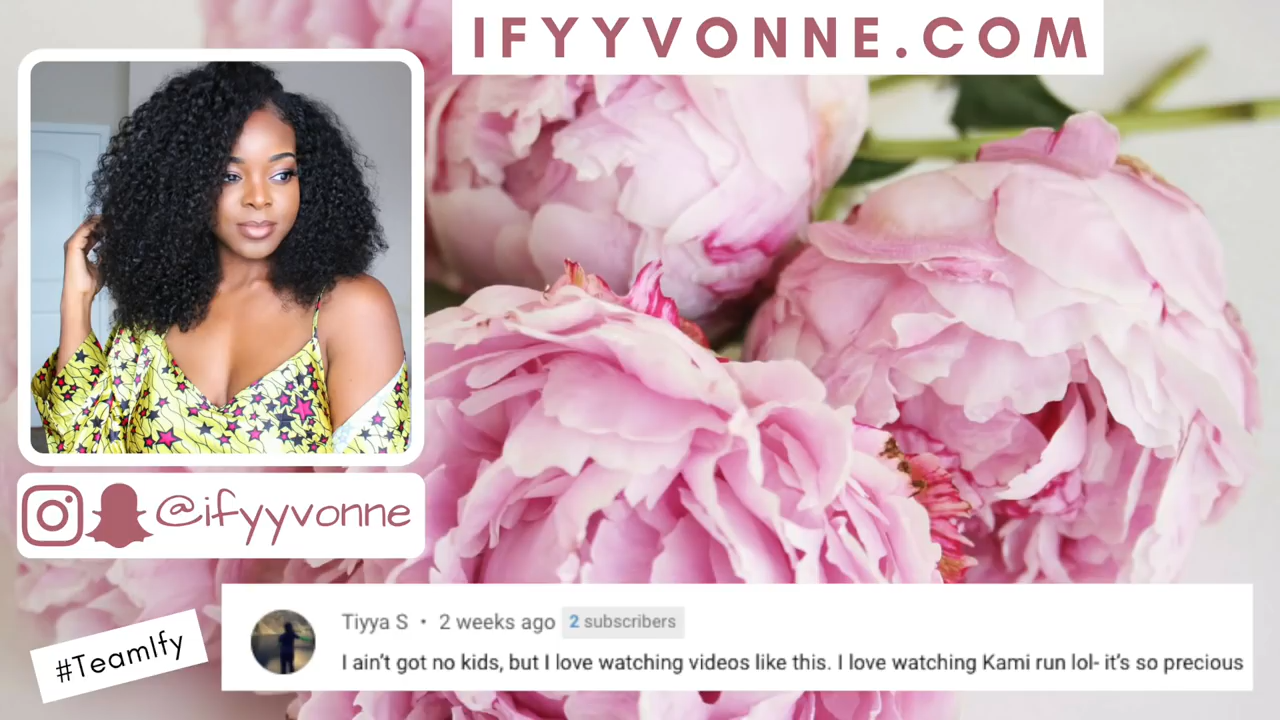 IFYYVONNE.COM
@ifyyvonne
#TeamIfy
Tiyya S • 2 weeks ago 2 subscribers
I ain’t got no kids, but I love watching videos like this. I love watching Kami run lol- it’s so precious